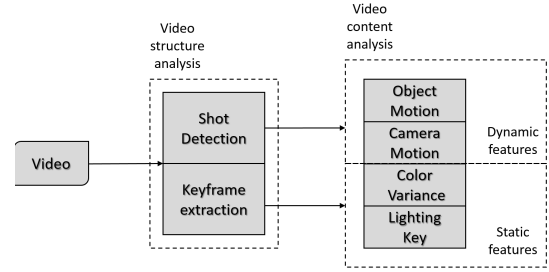 Video
structure
analysis
Video
content
analysis
Video
Shot
Detection
Keyframe
extraction
Object
Motion
Camera
Motion
Color
Variance
Lighting
Key
Dynamic
features
Static
features